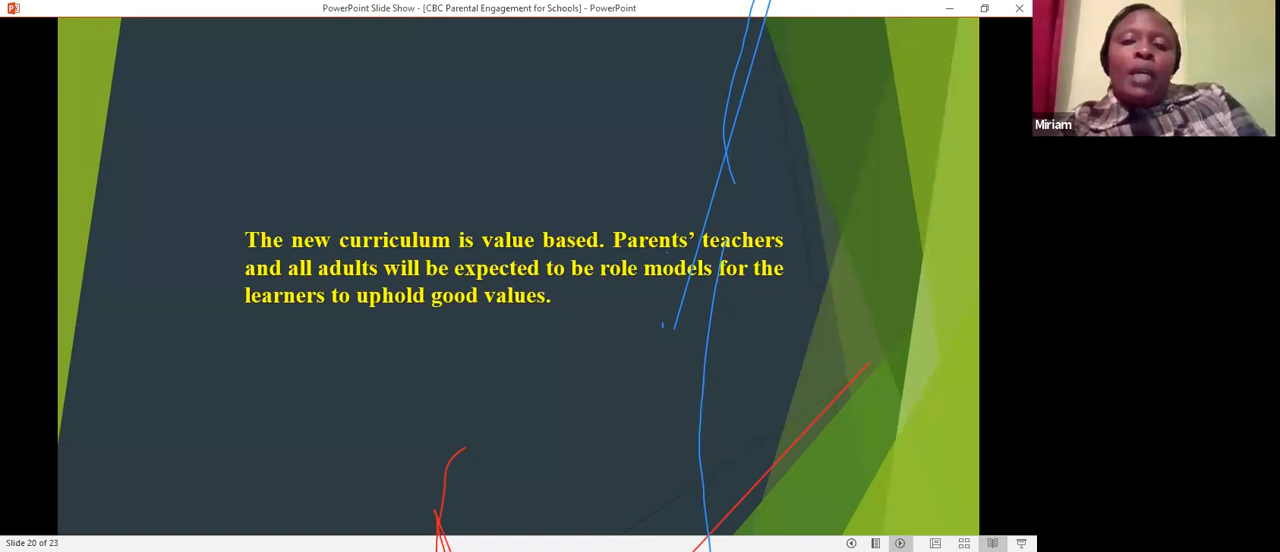 PowerPoint Slide Show - [CBC Parental Engagement for Schools] - PowerPoint
Miriam
The new curriculum is value based. Parents’ teachers
and all adults will be expected to be role models for the
learners to uphold good values.
Slide 20 of 23